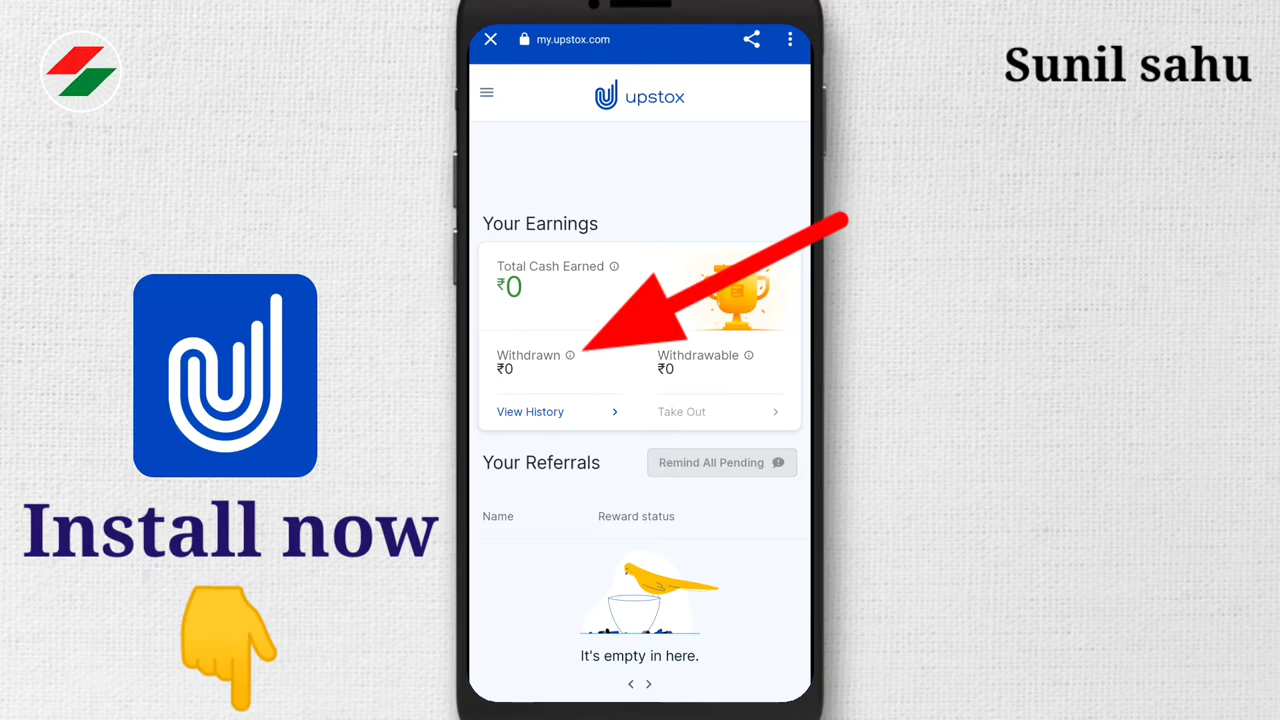 my.upstox.com
Sunil sahu
upstox
Your Earnings
Total Cash Earned
₹0
Withdrawn
₹0
Withdrawable
₹0
View History
Take Out
Your Referrals
Remind All Pending
Name
Reward status
It's empty in here.
Install now